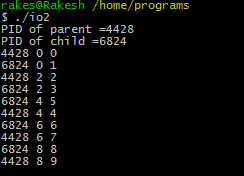 rakes@Rakesh /home/programs
$ ./io2
PID of parent =4428
PID of child =6824
4428 0 0
6824 0 1
4428 2 2
6824 2 3
6824 4 5
4428 4 4
6824 6 6
4428 6 7
6824 8 8
4428 8 9